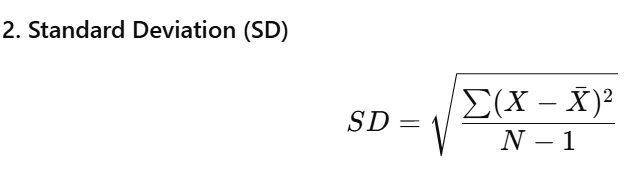 2. Standard Deviation (SD)
SD = √(∑(X − X̄)² / (N − 1))